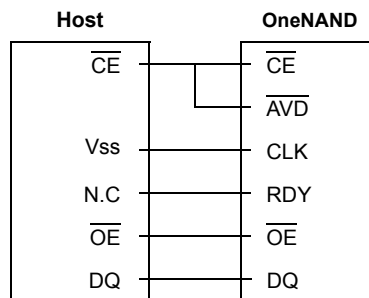 Host OneNAND
CE CE
AVD
Vss CLK
N.C RDY
OE OE
DQ DQ